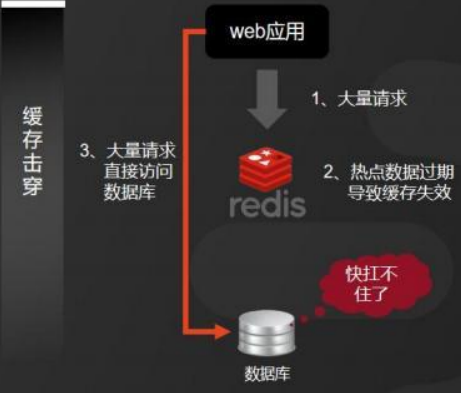 缓存击穿
web应用
1、大量请求
3、大量请求
直接访问
数据库
redis
2、热点数据过期
导致缓存失效
快扛不
住了
数据库